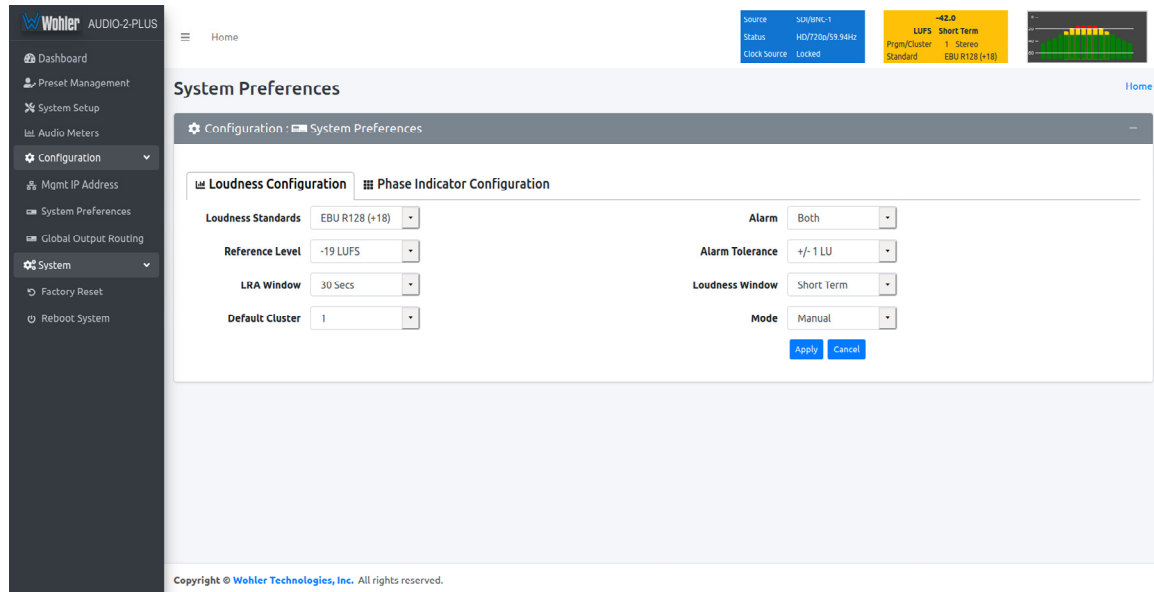 Wohler AUDIO-2-PLUS
Dashboard
Preset Management
System Setup
Audio Meters
Configuration
Mgmt IP Address
System Preferences
Global Output Routing
System
Factory Reset
Reboot System
Home
Source SDI/BNC-1
Status HD/720p/59.94Hz
Clock Source Locked
-42.0
LUFS Short Term
Prgm/Cluster 1 Stereo
Standard EBU R128 (+18)
System Preferences
Home
Configuration : System Preferences
Loudness Configuration Phase Indicator Configuration
Loudness Standards EBU R128 (+18) Alarm Both
Reference Level -19 LUFS Alarm Tolerance +/- 1 LU
LRA Window 30 Secs Loudness Window Short Term
Default Cluster 1 Mode Manual
Apply Cancel
Copyright © Wohler Technologies, Inc. All rights reserved.